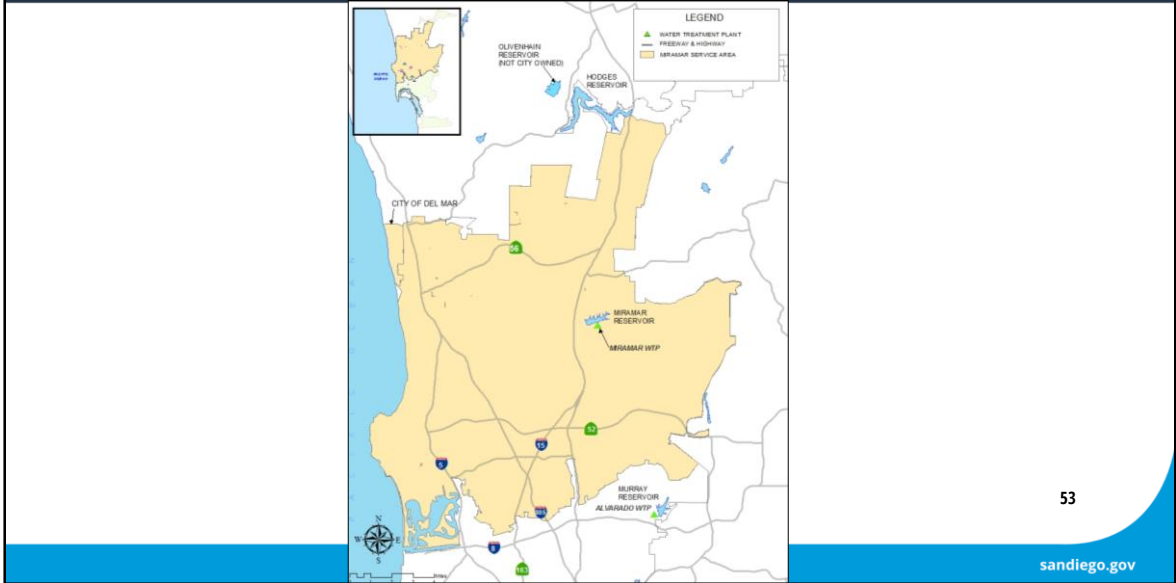 LEGEND
WATER TREATMENT PLANT
FREEWAY & HIGHWAY
MIRAMAR SERVICE AREA
PACIFIC
OCEAN
OLIVENHAIN
RESERVOIR
(NOT CITY OWNED)
HODGES
RESERVOIR
CITY OF DEL MAR
56
MIRAMAR
RESERVOIR
MIRAMAR WTP
52
15
5
MURRAY
RESERVOIR
ALVARADO WTP
805
8
163
N
W
E
S
53
sandiego.gov